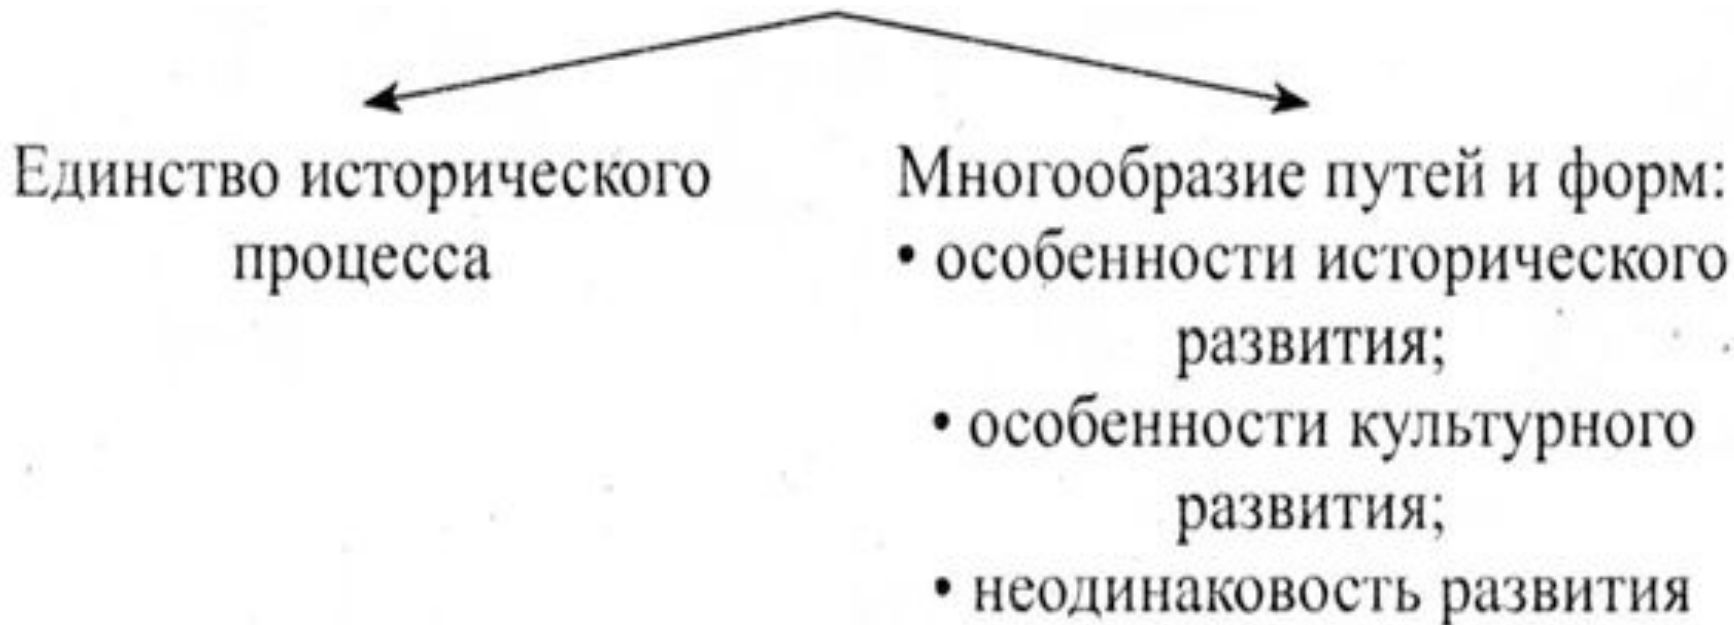 Единство исторического
процесса
Многообразие путей и форм:
• особенности исторического
развития;
• особенности культурного
развития;
• неодинаковость развития